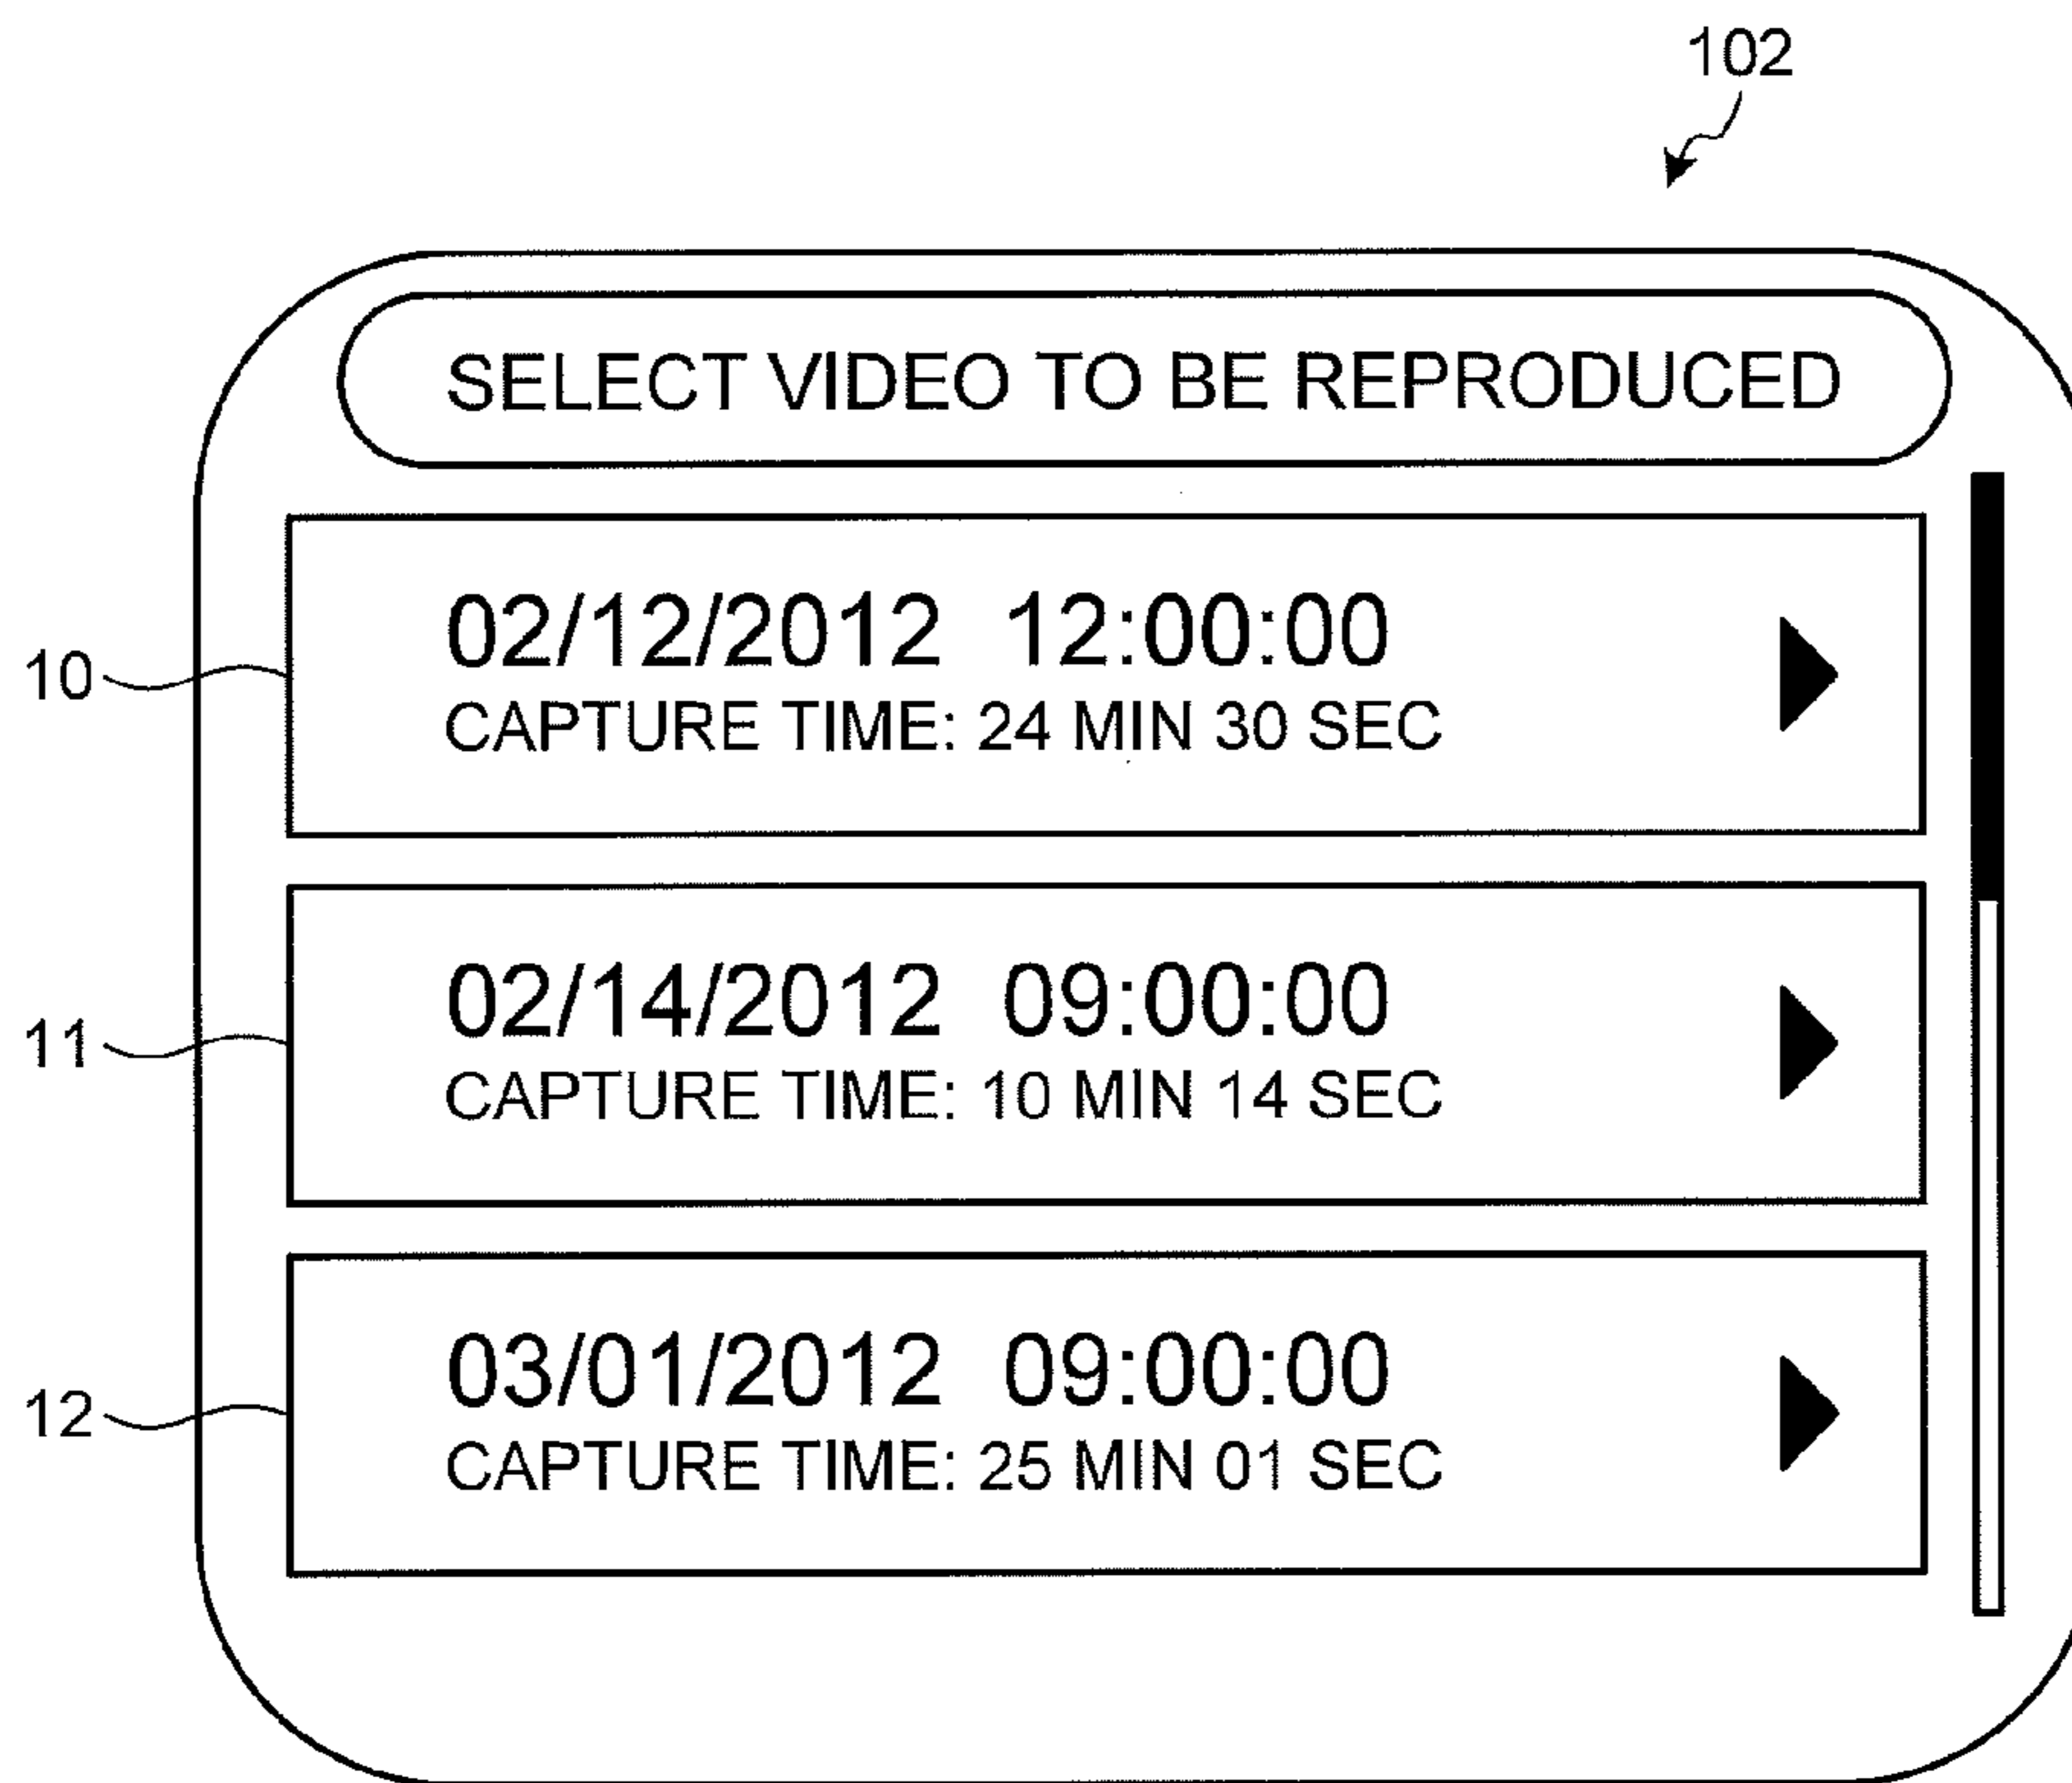 102
SELECT VIDEO TO BE REPRODUCED
02/12/2012 12:00:00
10
CAPTURE TIME: 24 MIN 30 SEC
02/14/2012 09:00:00
11
CAPTURE TIME: 10 MIN 14 SEC
03/01/2012 09:00:00
12
CAPTURE TIME: 25 MIN 01 SEC